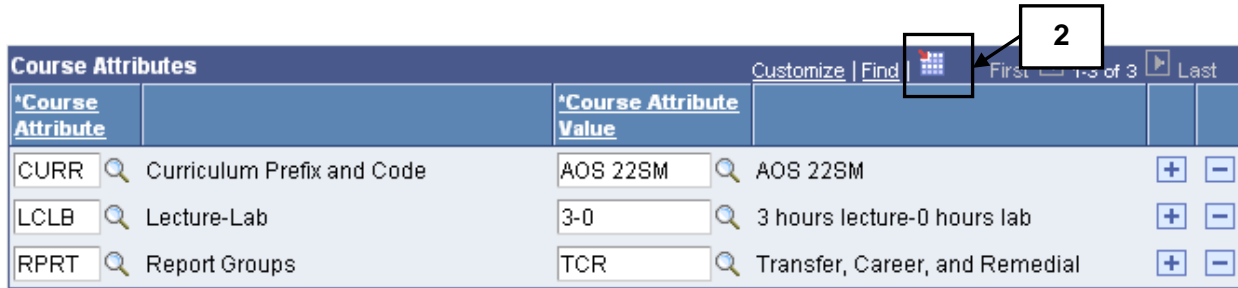 2
Course Attributes Customize | Find | First 1-3 of 3 Last
*Course Attribute *Course Attribute Value
CURR Curriculum Prefix and Code AOS 22SM AOS 22SM
LCLB Lecture-Lab 3-0 3 hours lecture-0 hours lab
RPRT Report Groups TCR Transfer, Career, and Remedial